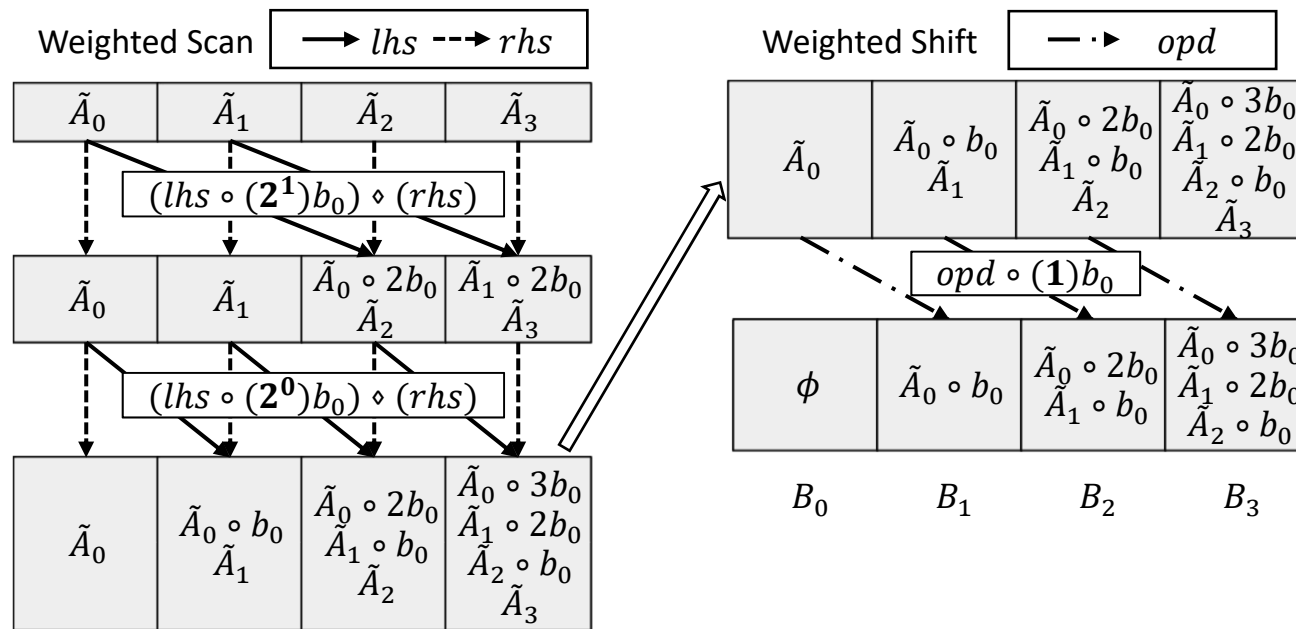 Weighted Scan
lhs
rhs
Ã₀
Ã₁
Ã₂
Ã₃
(lhs ∘ (𝟐¹)b₀) ⋄ (rhs)
Ã₀
Ã₁
Ã₀ ∘ 2b₀
Ã₂
Ã₁ ∘ 2b₀
Ã₃
(lhs ∘ (𝟐⁰)b₀) ⋄ (rhs)
Ã₀
Ã₀ ∘ b₀
Ã₁
Ã₀ ∘ 2b₀
Ã₁ ∘ b₀
Ã₂
Ã₀ ∘ 3b₀
Ã₁ ∘ 2b₀
Ã₂ ∘ b₀
Ã₃
Weighted Shift
opd
Ã₀
Ã₀ ∘ b₀
Ã₁
Ã₀ ∘ 2b₀
Ã₁ ∘ b₀
Ã₂
Ã₀ ∘ 3b₀
Ã₁ ∘ 2b₀
Ã₂ ∘ b₀
Ã₃
opd ∘ (𝟏)b₀
ϕ
Ã₀ ∘ b₀
Ã₀ ∘ 2b₀
Ã₁ ∘ b₀
Ã₀ ∘ 3b₀
Ã₁ ∘ 2b₀
Ã₂ ∘ b₀
B₀
B₁
B₂
B₃